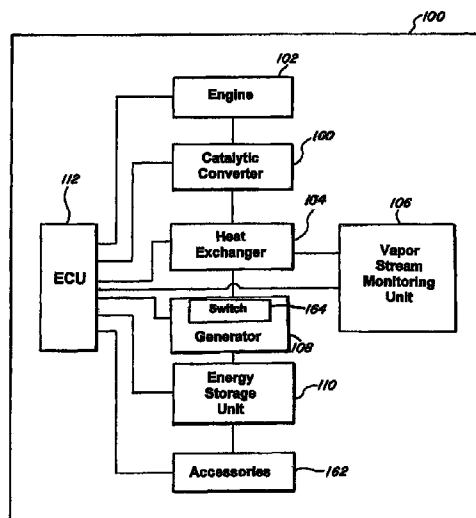 100
102
Engine
100
Catalytic
Converter
112
ECU
104
Heat
Exchanger
106
Vapor
Stream
Monitoring
Unit
Switch
164
Generator
108
Energy
Storage
Unit
110
Accessories
162